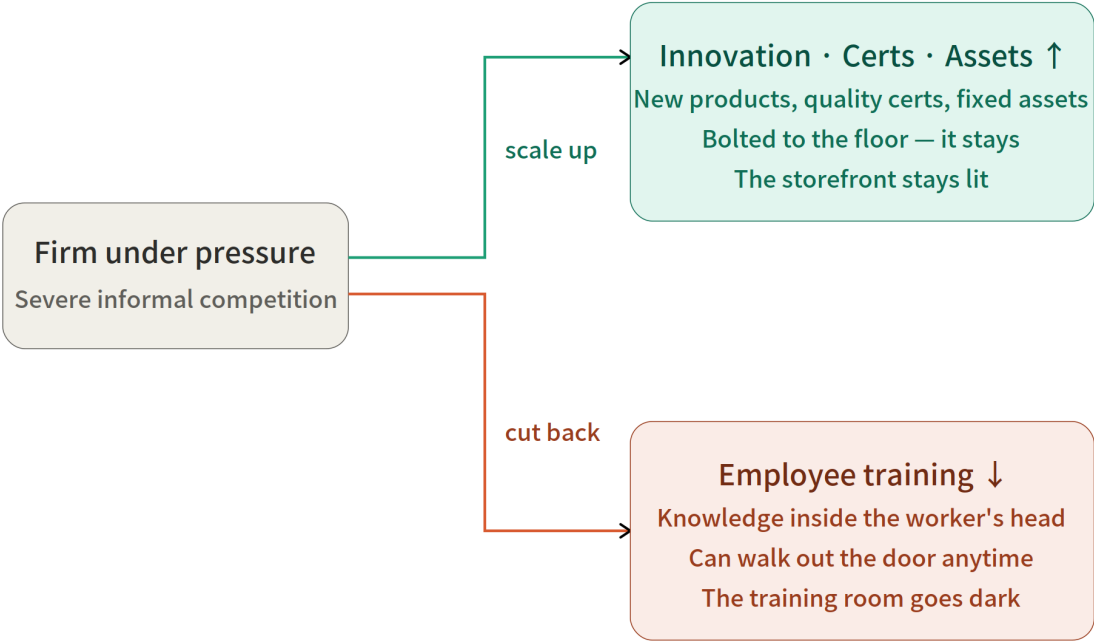 Innovation · Certs · Assets ↑
New products, quality certs, fixed assets
Bolted to the floor — it stays
The storefront stays lit
scale up
Firm under pressure
Severe informal competition
cut back
Employee training ↓
Knowledge inside the worker's head
Can walk out the door anytime
The training room goes dark